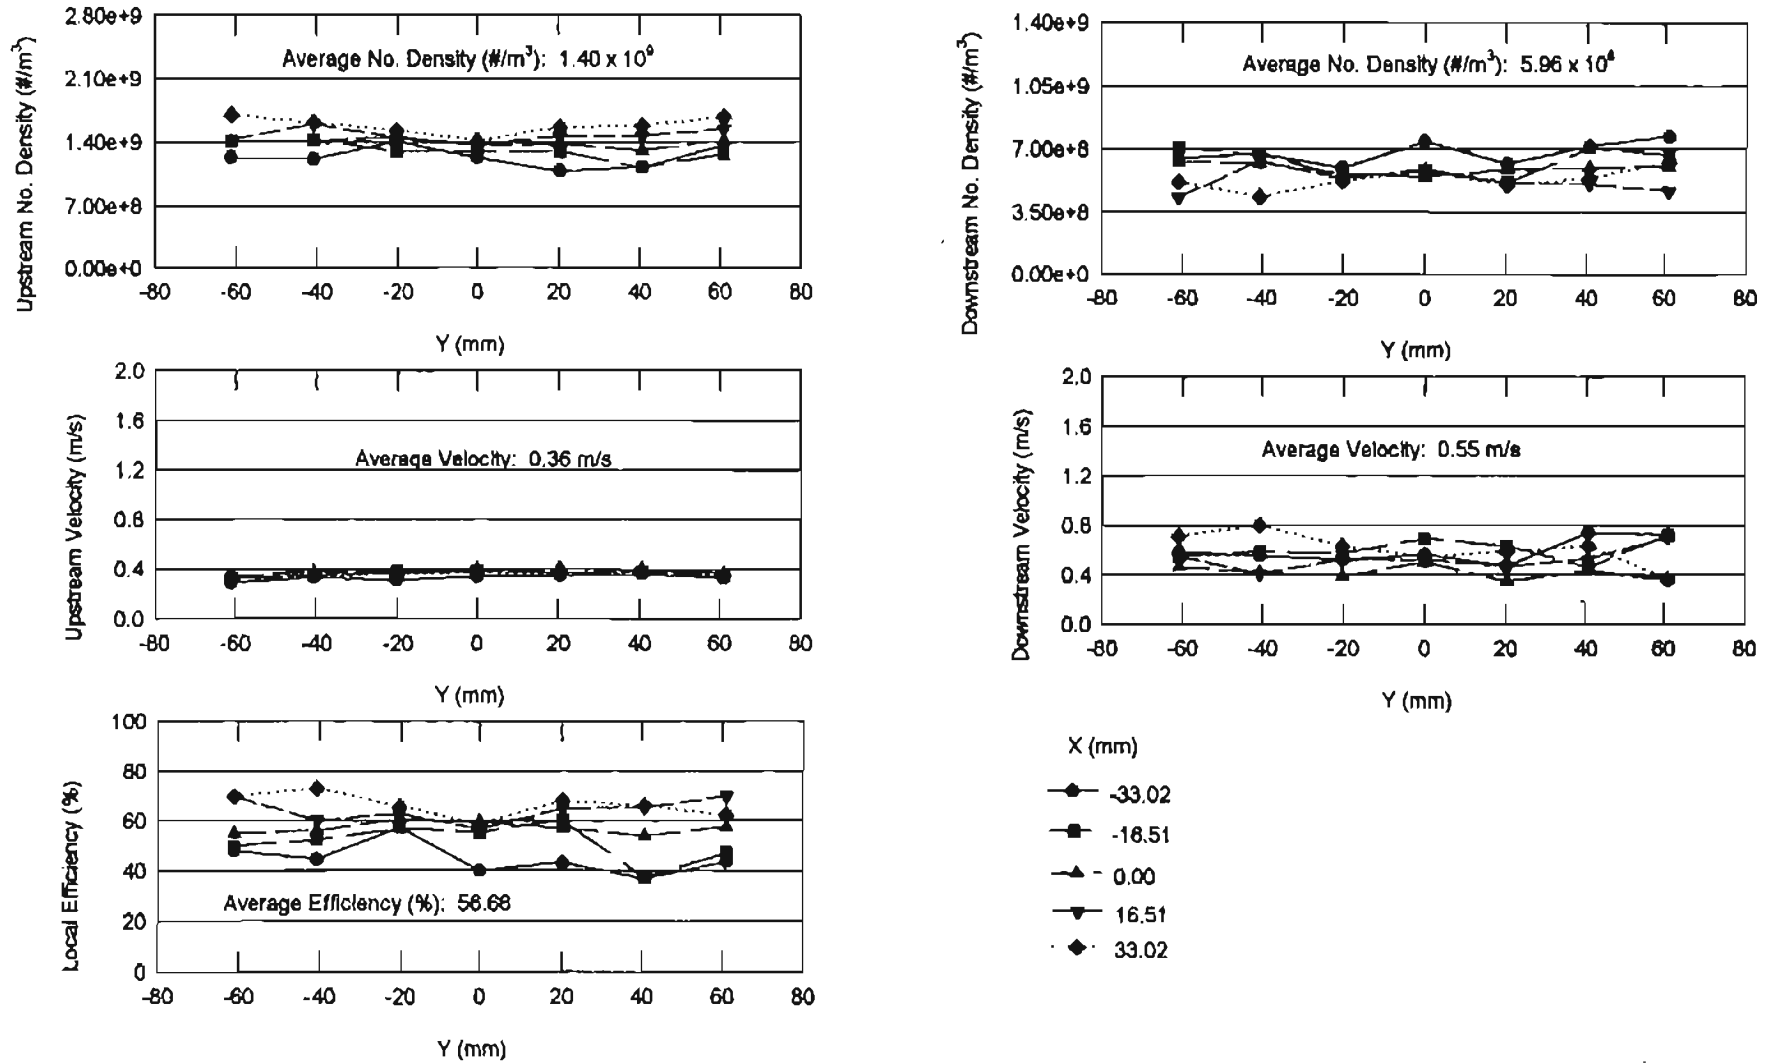 Upstream No. Density (#/m³)
2.80e+9
2.10e+9
1.40e+9
7.00e+8
0.00e+0
Average No. Density (#/m³): 1.40 x 10⁹
-80 -60 -40 -20 0 20 40 60 80
Y (mm)
Downstream No. Density (#/m³)
1.40e+9
1.05e+9
7.00e+8
3.50e+8
0.00e+0
Average No. Density (#/m³): 5.96 x 10⁸
-80 -60 -40 -20 0 20 40 60 80
Y (mm)
Upstream Velocity (m/s)
2.0
1.6
1.2
0.8
0.4
0.0
Average Velocity: 0.36 m/s
-80 -60 -40 -20 0 20 40 60 80
Y (mm)
Downstream Velocity (m/s)
2.0
1.6
1.2
0.8
0.4
0.0
Average Velocity: 0.55 m/s
-80 -60 -40 -20 0 20 40 60 80
Y (mm)
Local Efficiency (%)
100
80
60
40
20
0
Average Efficiency (%): 56.68
-80 -60 -40 -20 0 20 40 60 80
Y (mm)
X (mm)
-33.02
-16.51
0.00
16.51
33.02